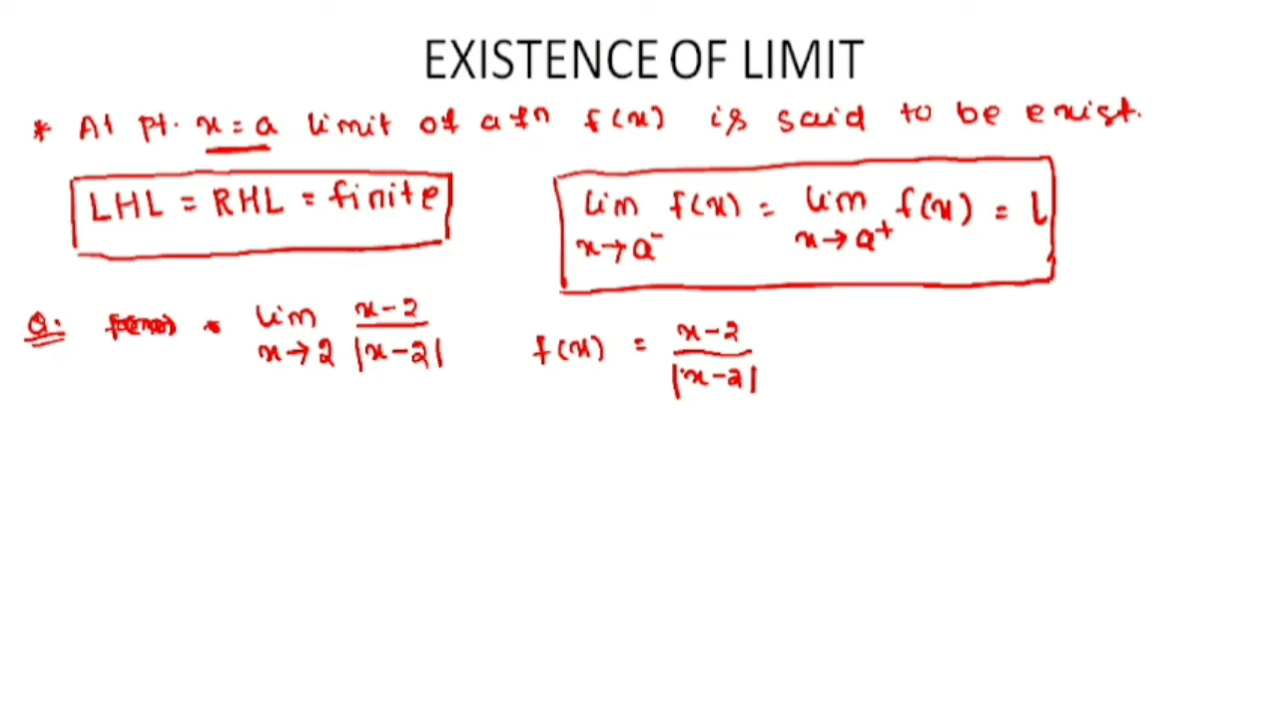 EXISTENCE OF LIMIT
* At pt. x = a limit of a fn f(x) is said to be exist.
LHL = RHL = finite
lim x→a⁻ f(x) = lim x→a⁺ f(x) = l
Q. lim x→2 x-2/|x-2| f(x) = x-2/|x-2|